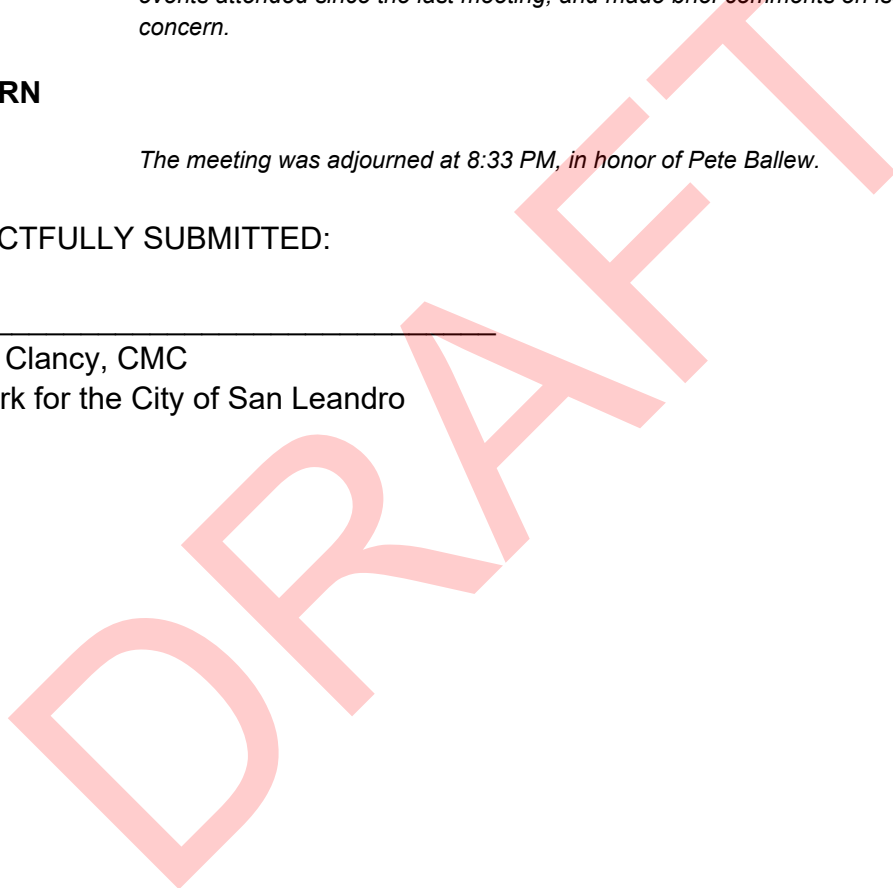 events attended since the last meeting, and made brief comments on is
concern.
RN
The meeting was adjourned at 8:33 PM, in honor of Pete Ballew.
CTFULLY SUBMITTED:
Clancy, CMC
rk for the City of San Leandro
DRAFT